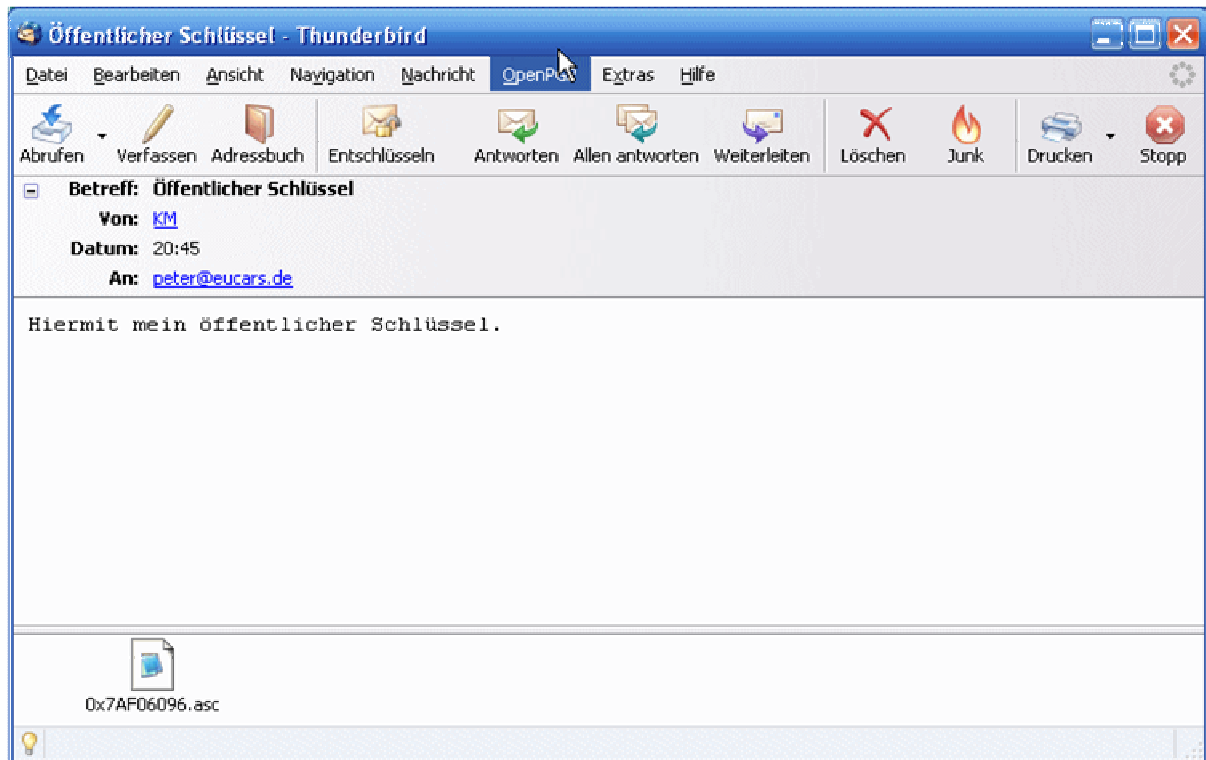 Öffentlicher Schlüssel - Thunderbird
Datei Bearbeiten Ansicht Navigation Nachricht Extras Hilfe
Abrufen Verfassen Adressbuch Entschlüsseln Antworten Allen antworten Weiterleiten Löschen Junk Drucken Stopp
Betreff: Öffentlicher Schlüssel
Von: KM
Datum: 20:45
An: peter@eucars.de
Hiermit mein öffentlicher Schlüssel.
0x7AF06096.asc